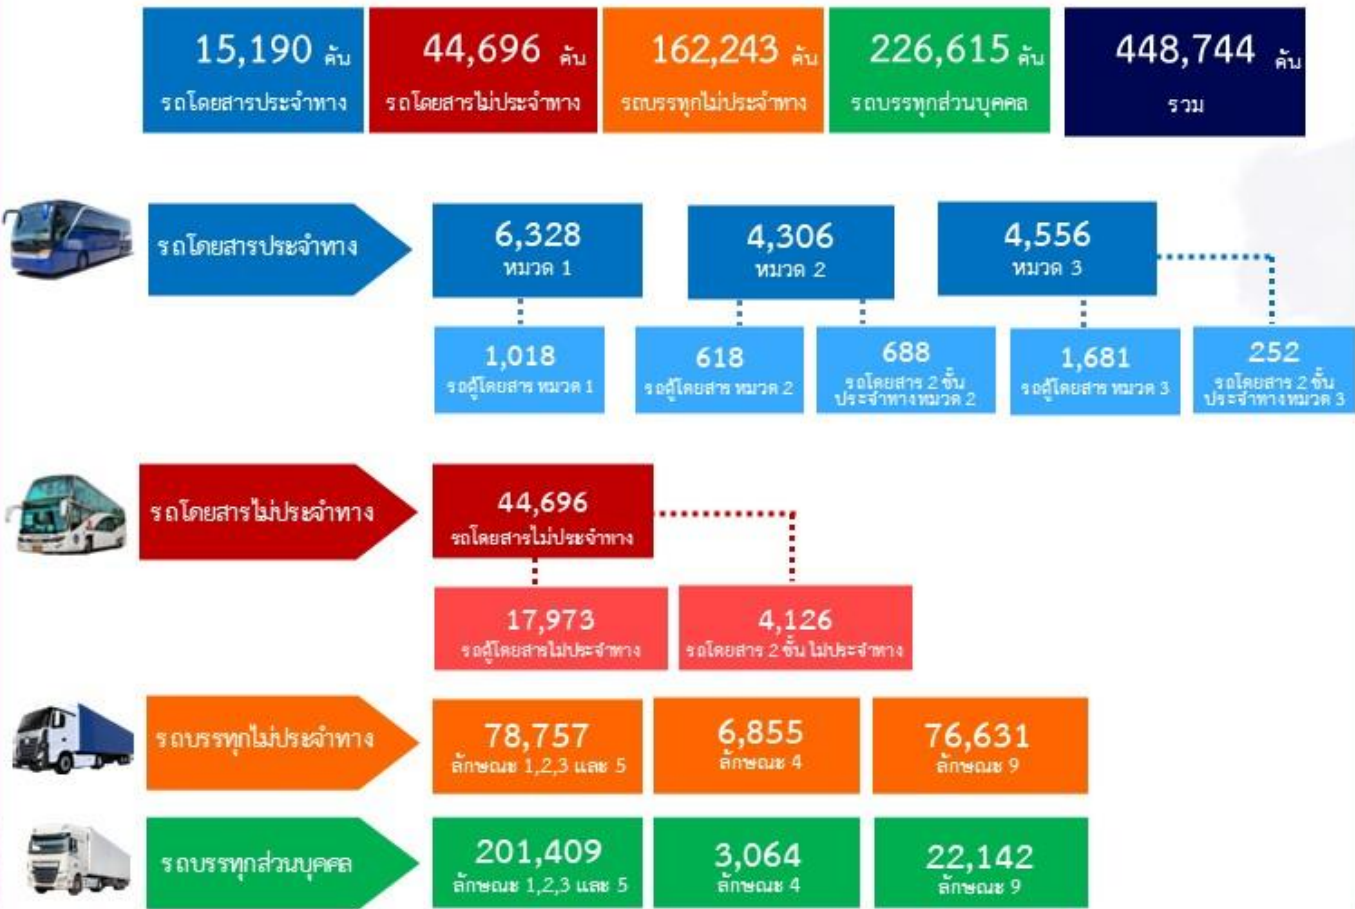 15,190 คัน
รถโดยสารประจำทาง
44,696 คัน
รถโดยสารไม่ประจำทาง
162,243 คัน
รถบรรทุกไม่ประจำทาง
226,615 คัน
รถบรรทุกส่วนบุคคล
448,744 คัน
รวม
รถโดยสารประจำทาง
6,328
หมวด 1
4,306
หมวด 2
4,556
หมวด 3
1,018
รถตู้โดยสาร หมวด 1
618
รถตู้โดยสาร หมวด 2
688
รถโดยสาร 2 ชั้น
ประจำทางหมวด 2
1,681
รถตู้โดยสาร หมวด 3
252
รถโดยสาร 2 ชั้น
ประจำทางหมวด 3
รถโดยสารไม่ประจำทาง
44,696
รถโดยสารไม่ประจำทาง
17,973
รถตู้โดยสารไม่ประจำทาง
4,126
รถโดยสาร 2 ชั้น ไม่ประจำทาง
รถบรรทุกไม่ประจำทาง
78,757
ลักษณะ 1,2,3 และ 5
6,855
ลักษณะ 4
76,631
ลักษณะ 9
รถบรรทุกส่วนบุคคล
201,409
ลักษณะ 1,2,3 และ 5
3,064
ลักษณะ 4
22,142
ลักษณะ 9